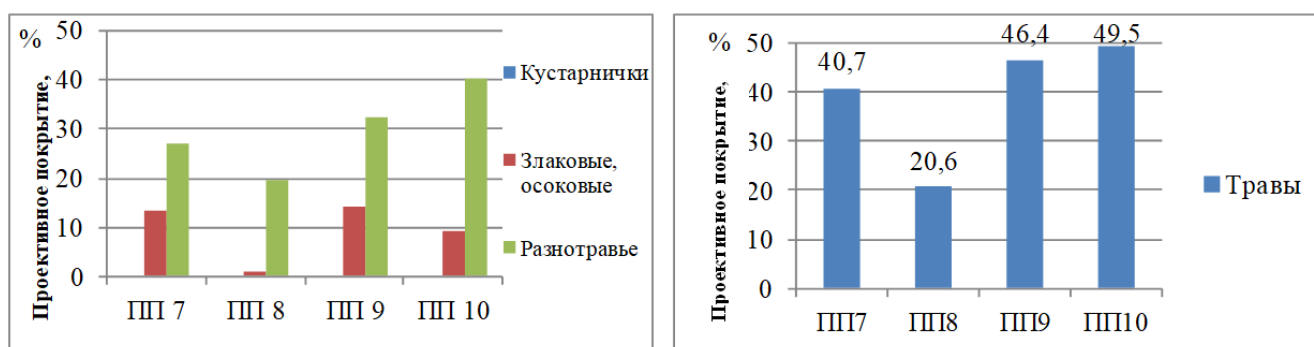 %
Проективное покрытие,
50
40
30
20
10
0
ПП 7
ПП 8
ПП 9
ПП 10
Кустарнички
Злаковые,
осоковые
Разнотравье
%
Проективное покрытие,
50
40
30
20
10
0
40,7
20,6
46,4
49,5
ПП7
ПП8
ПП9
ПП10
Травы